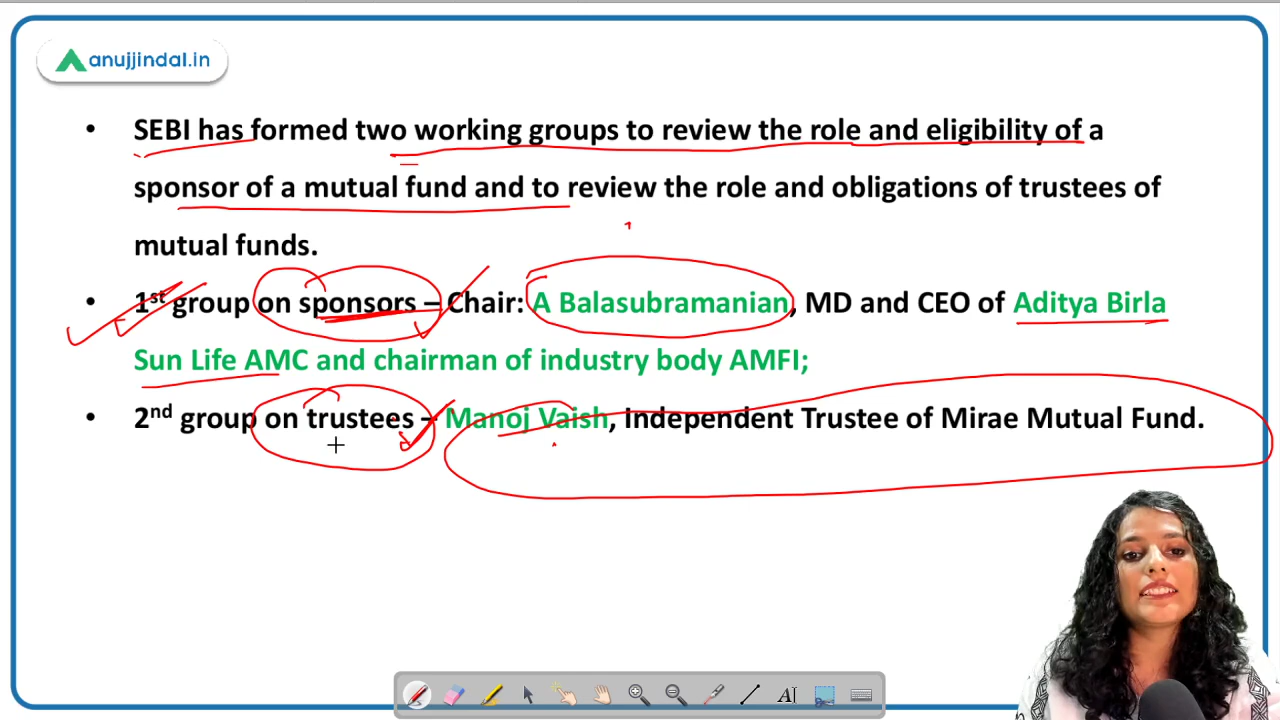 anujjindal.in
• SEBI has formed two working groups to review the role and eligibility of a
sponsor of a mutual fund and to review the role and obligations of trustees of
mutual funds.
• 1st group on sponsors – Chair: A Balasubramanian, MD and CEO of Aditya Birla
Sun Life AMC and chairman of industry body AMFI;
• 2nd group on trustees – Manoj Vaish, Independent Trustee of Mirae Mutual Fund.